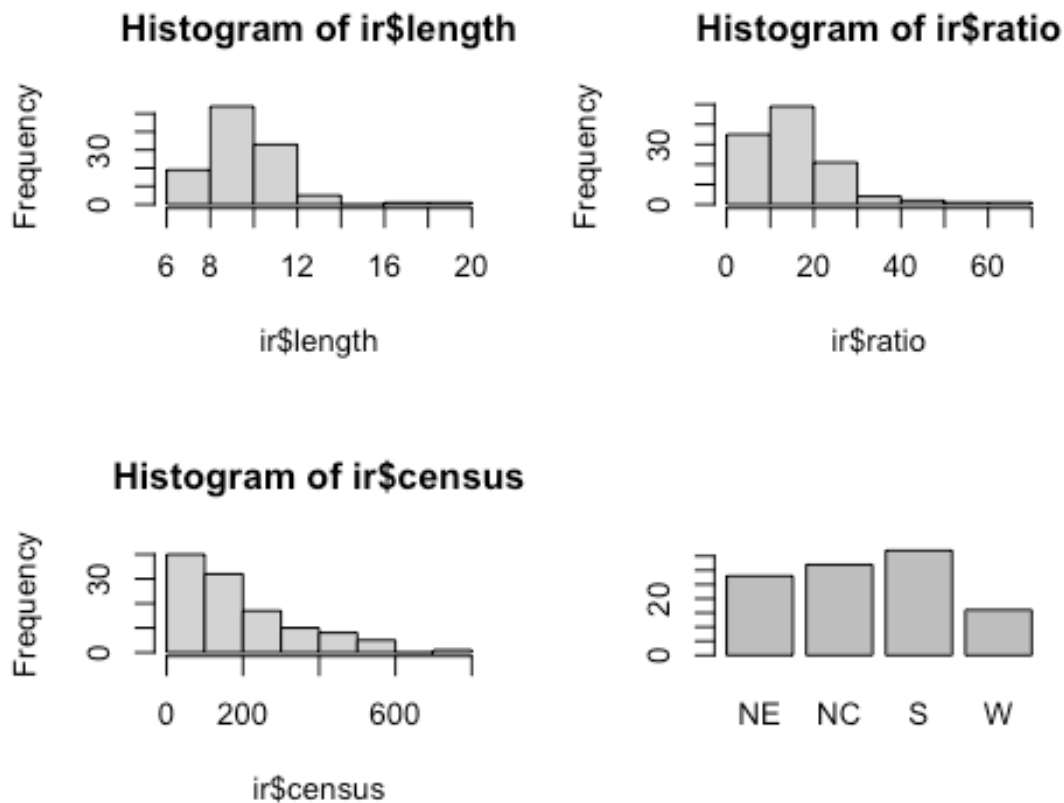 Histogram of ir$length
Frequency
30
0
6 8 12 16 20
ir$length
Histogram of ir$ratio
Frequency
30
0
0 20 40 60
ir$ratio
Histogram of ir$census
Frequency
30
0
0 200 600
ir$census
20
0
NE NC S W